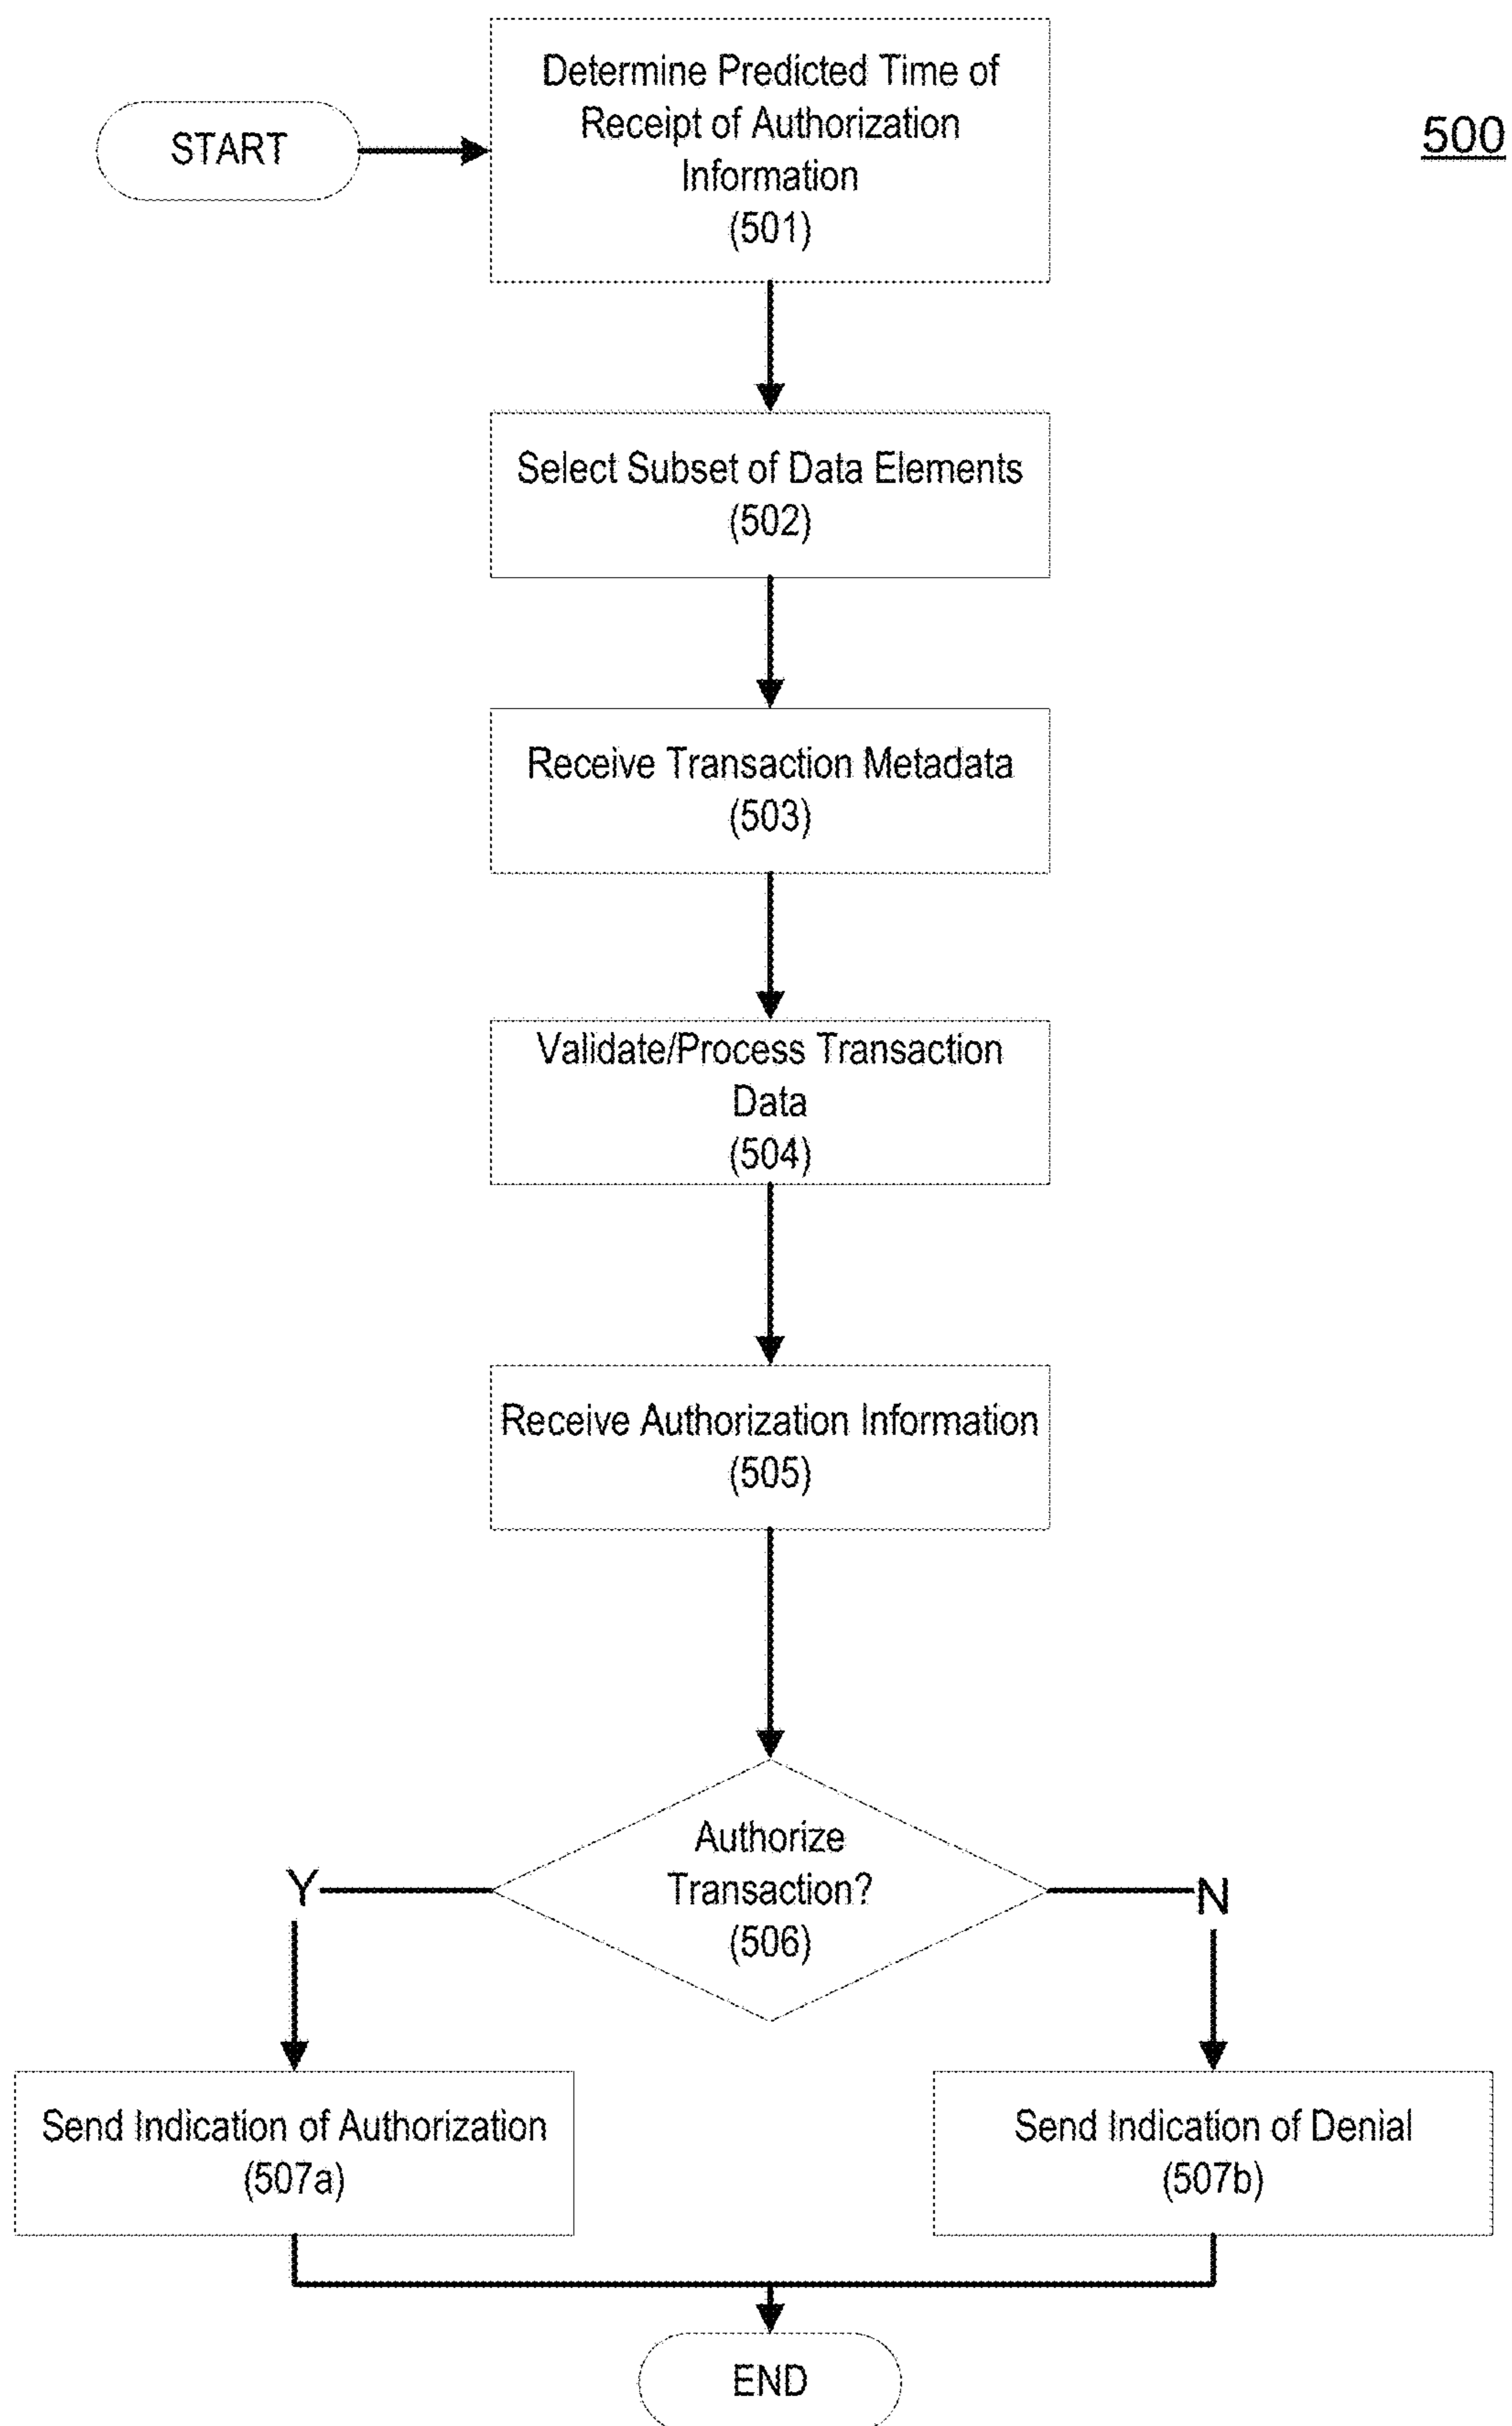 500
START
Determine Predicted Time of
Receipt of Authorization
Information
(501)
Select Subset of Data Elements
(502)
Receive Transaction Metadata
(503)
Validate/Process Transaction
Data
(504)
Receive Authorization Information
(505)
Authorize
Transaction?
(506)
Y
N
Send Indication of Authorization
(507a)
Send Indication of Denial
(507b)
END